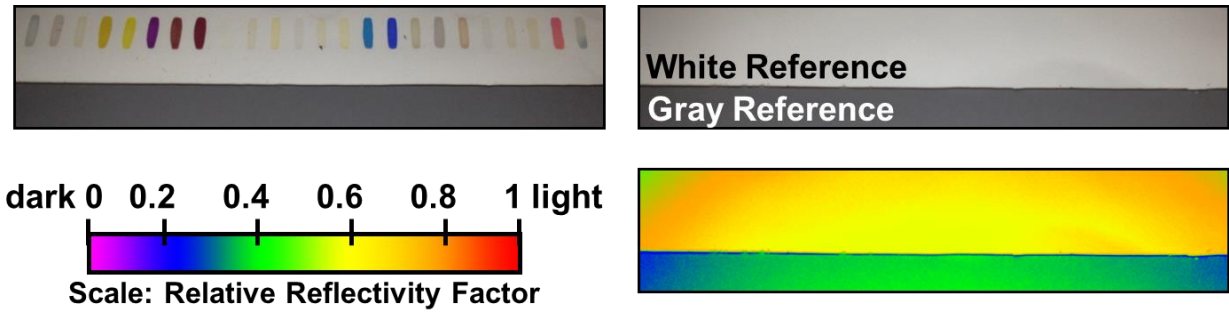 White Reference
Gray Reference
dark 0 0.2 0.4 0.6 0.8 1 light
Scale: Relative Reflectivity Factor